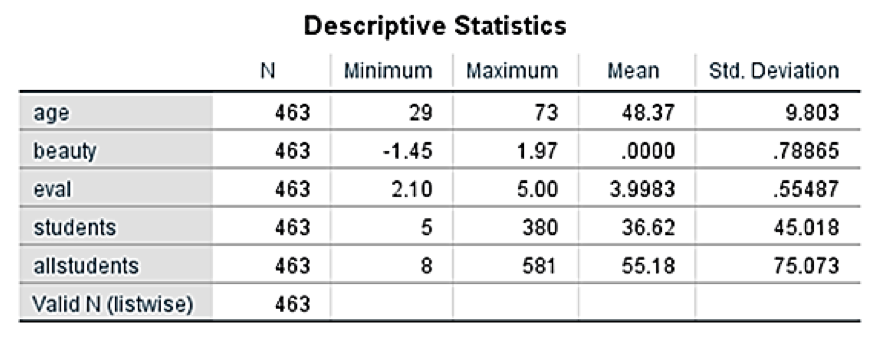 Descriptive Statistics
N Minimum Maximum Mean Std. Deviation
age 463 29 73 48.37 9.803
beauty 463 -1.45 1.97 .0000 .78865
eval 463 2.10 5.00 3.9983 .55487
students 463 5 380 36.62 45.018
allstudents 463 8 581 55.18 75.073
Valid N (listwise) 463